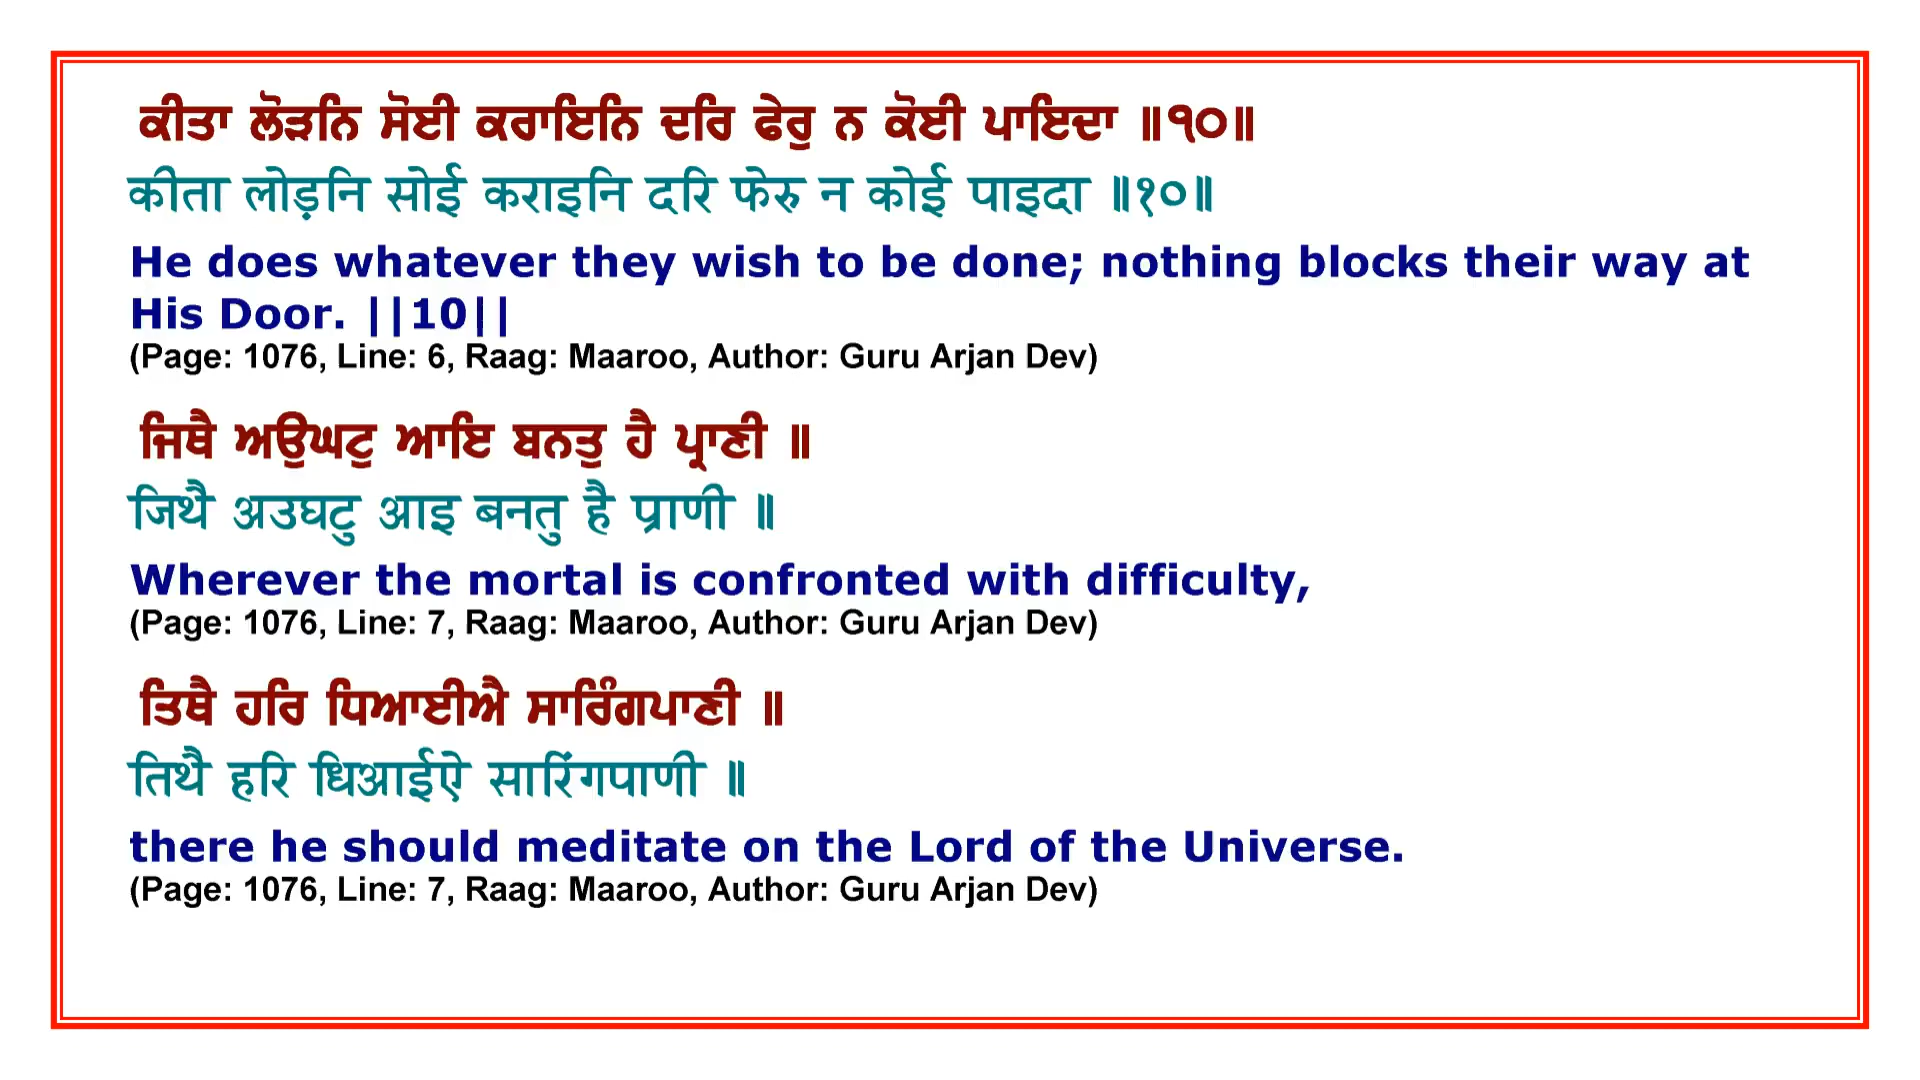 ਕੀਤਾ ਲੋੜਨਿ ਸੋਈ ਕਰਾਇਨਿ ਦਰਿ ਫੇਰੁ ਨ ਕੋਈ ਪਾਇਦਾ ॥੧੦॥
कीता लोड़नि सोई कराइनि दरि फेरु न कोई पाइदा ॥१०॥
He does whatever they wish to be done; nothing blocks their way at
His Door. ||10||
(Page: 1076, Line: 6, Raag: Maaroo, Author: Guru Arjan Dev)
ਜਿਥੈ ਅਉਘਟੁ ਆਇ ਬਨਤੁ ਹੈ ਪ੍ਰਾਣੀ ॥
जिथै अउघटु आइ बनतु है प्राणी ॥
Wherever the mortal is confronted with difficulty,
(Page: 1076, Line: 7, Raag: Maaroo, Author: Guru Arjan Dev)
ਤਿਥੈ ਹਰਿ ਧਿਆਈਐ ਸਾਰਿੰਗਪਾਣੀ ॥
तिथै हरि धिआईऐ सारिंगपाणी ॥
there he should meditate on the Lord of the Universe.
(Page: 1076, Line: 7, Raag: Maaroo, Author: Guru Arjan Dev)